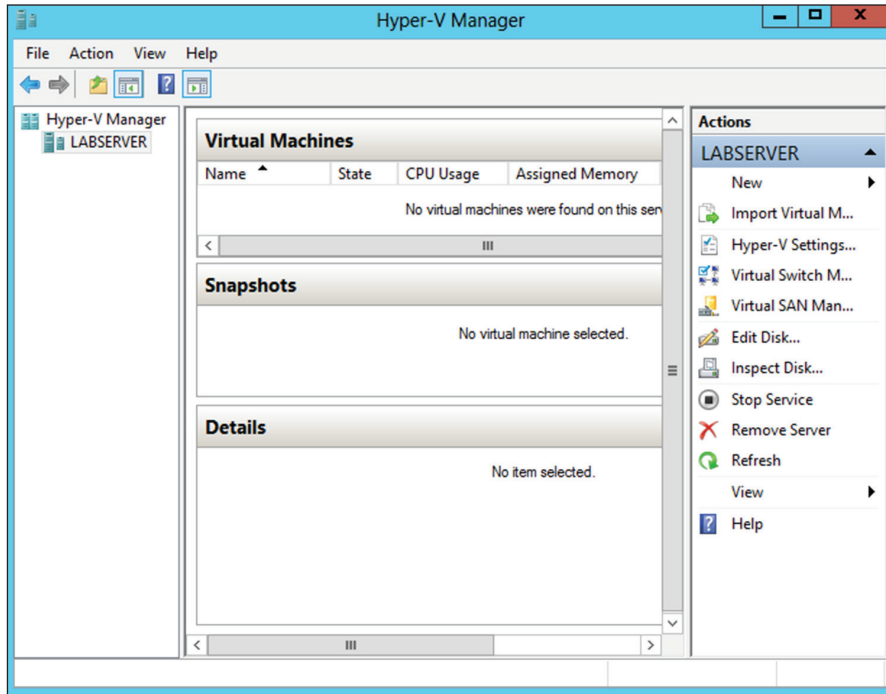 Hyper-V Manager
File Action View Help
Hyper-V Manager
LABSERVER
Virtual Machines
Name State CPU Usage Assigned Memory
No virtual machines were found on this serv
Snapshots
No virtual machine selected.
Details
No item selected.
Actions
LABSERVER
New
Import Virtual M...
Hyper-V Settings...
Virtual Switch M...
Virtual SAN Man...
Edit Disk...
Inspect Disk...
Stop Service
Remove Server
Refresh
View
Help